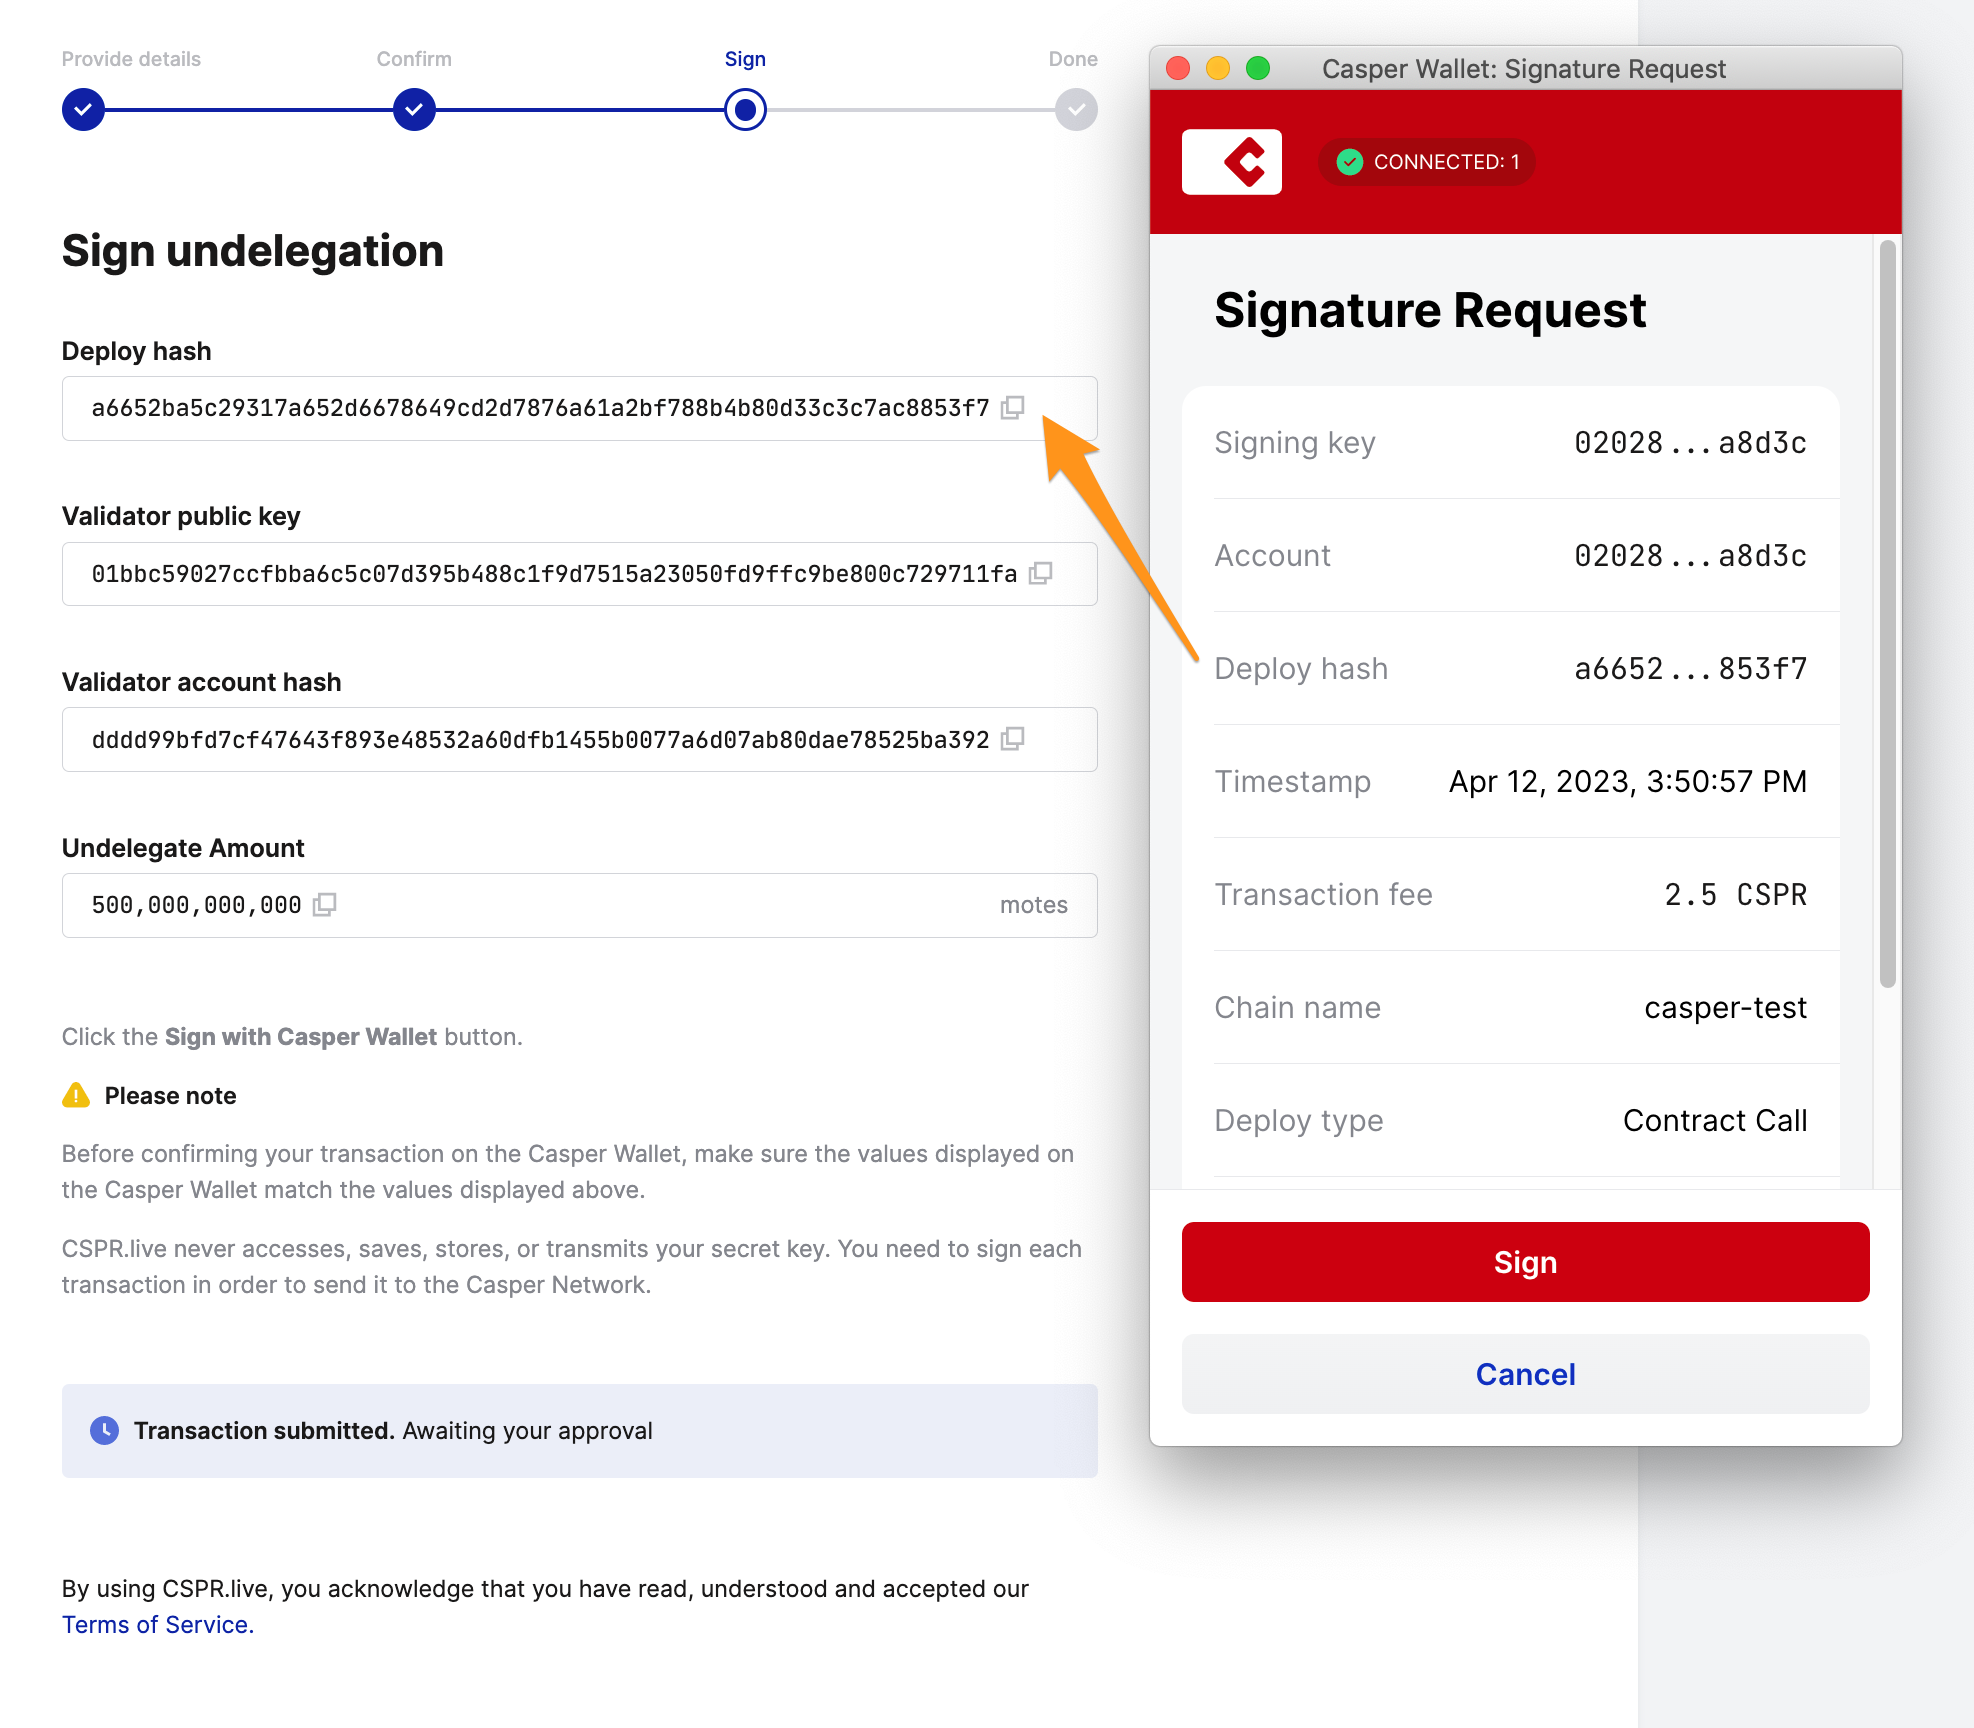 Provide details
Confirm
Sign
Done
Sign undelegation
Deploy hash
a6652ba5c29317a652d6678649cd2d7876a61a2bf788b4b80d33c3c7ac8853f7
Validator public key
01bbc59027ccfbba6c5c07d395b488c1f9d7515a23050fd9ffc9be800c729711fa
Validator account hash
dddd99bfd7cf47643f893e48532a60dfb1455b0077a6d07ab80dae78525ba392
Undelegate Amount
500,000,000,000
motes
Click the Sign with Casper Wallet button.
Please note
Before confirming your transaction on the Casper Wallet, make sure the values displayed on
the Casper Wallet match the values displayed above.
CSPR.live never accesses, saves, stores, or transmits your secret key. You need to sign each
transaction in order to send it to the Casper Network.
Transaction submitted. Awaiting your approval
By using CSPR.live, you acknowledge that you have read, understood and accepted our
Terms of Service.
Casper Wallet: Signature Request
CONNECTED: 1
Signature Request
Signing key 02028...a8d3c
Account 02028...a8d3c
Deploy hash a6652...853f7
Timestamp Apr 12, 2023, 3:50:57 PM
Transaction fee 2.5 CSPR
Chain name casper-test
Deploy type Contract Call
Sign
Cancel